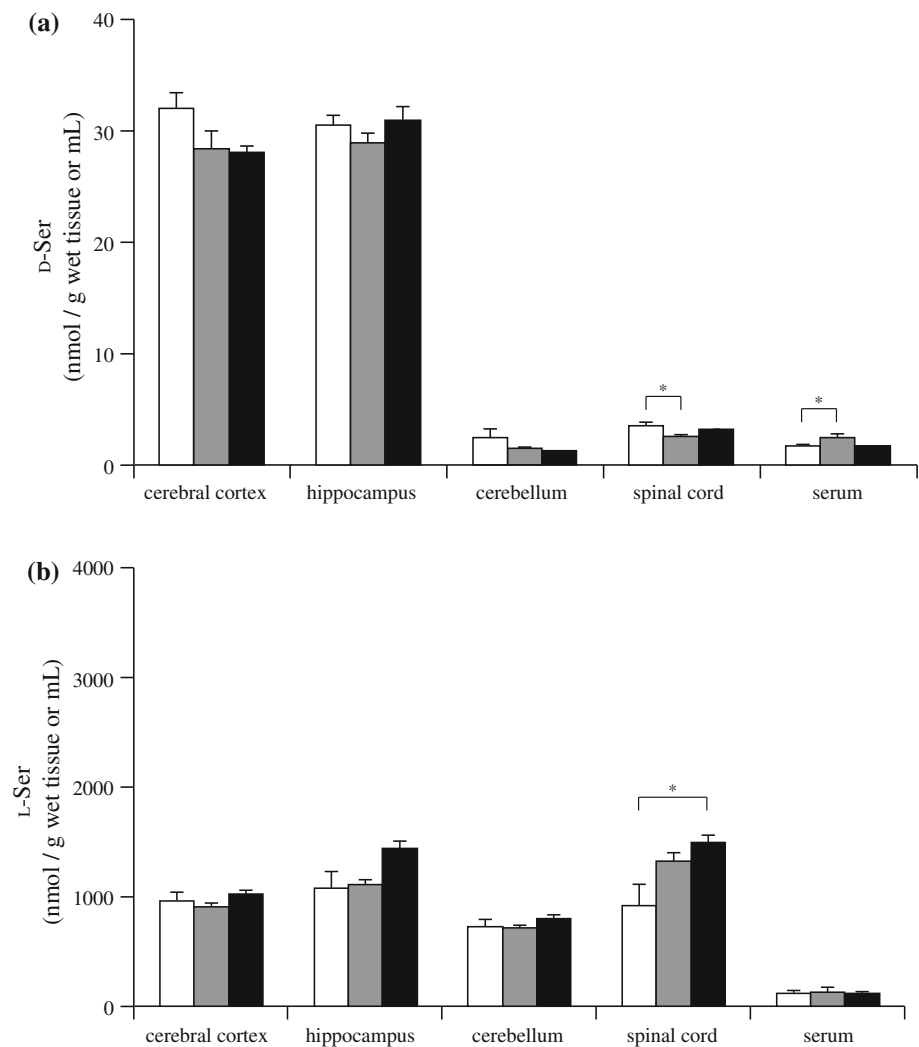 (a)
40
30
20
10
0
D-Ser
(nmol / g wet tissue or mL)
*
*
cerebral cortex
hippocampus
cerebellum
spinal cord
serum
(b)
4000
3000
2000
1000
0
L-Ser
(nmol / g wet tissue or mL)
*
cerebral cortex
hippocampus
cerebellum
spinal cord
serum